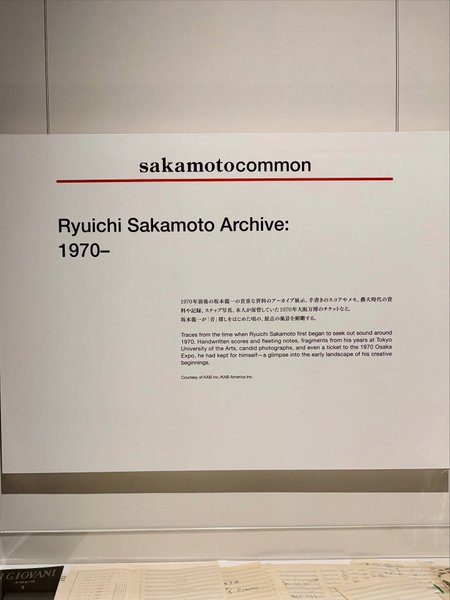 sakamotocommon
Ryuichi Sakamoto Archive:
1970–
1970年前後の坂本龍一の貴重な資料のアーカイブ展示。手書きのスコアやメモ、藝大時代の資
料や記録、スナップ写真、本人が保管していた1970年大阪万博のチケットなど。
坂本龍一が「音」探しをはじめた頃の、原点の風景を俯瞰する。
Traces from the time when Ryuichi Sakamoto first began to seek out sound around
1970. Handwritten scores and fleeting notes, fragments from his years at Tokyo
University of the Arts, candid photographs, and even a ticket to the 1970 Osaka
Expo, he had kept for himself—a glimpse into the early landscape of his creative
beginnings.
Courtesy of KAB Inc./KAB America Inc.
GIOVANI